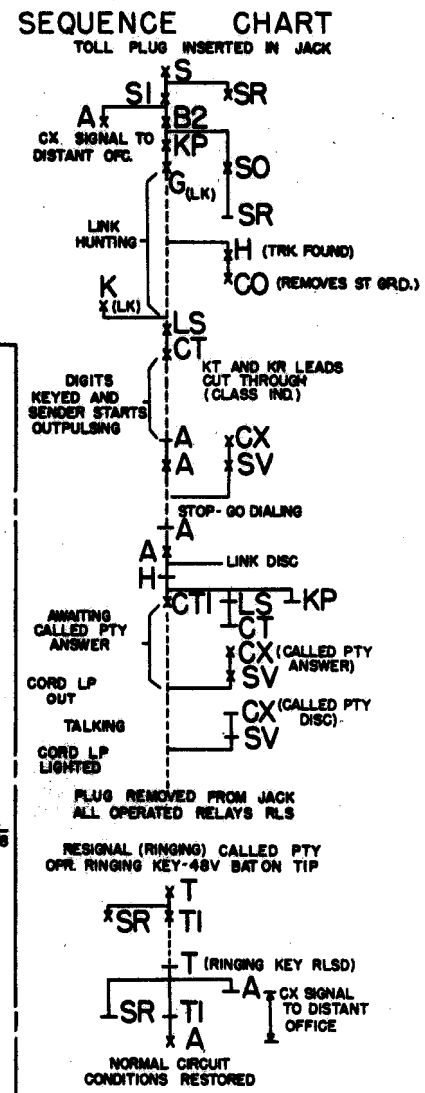 SEQUENCE CHART
TOLL PLUG INSERTED IN JACK
S
S1
SR
A
B2
CX SIGNAL TO
DISTANT OFC.
KP
SO
G(LK)
SR
LINK
HUNTING
H (TRK FOUND)
CO (REMOVES ST GRD.)
K
(LK)
LS
CT
KT AND KR LEADS
CUT THROUGH
(CLASS IND.)
DIGITS
KEYED AND
SENDER STARTS
OUTPULSING
A
CX
A
SV
STOP-GO DIALING
A
A
LINK DISC
H
CT1
LS
KP
CT
AWAITING
CALLED PTY
ANSWER
CX (CALLED PTY
ANSWER)
SV
CORD LP
OUT
CX (CALLED PTY
DISC)
TALKING
SV
CORD LP
LIGHTED
PLUG REMOVED FROM JACK
ALL OPERATED RELAYS RLS
RESIGNAL (RINGING) CALLED PTY
OPR. RINGING KEY-48V BAT ON TIP
T
SR
T1
T (RINGING KEY RLSD)
A
CX SIGNAL
TO DISTANT
OFFICE
SR
T1
A
NORMAL CIRCUIT
CONDITIONS RESTORED